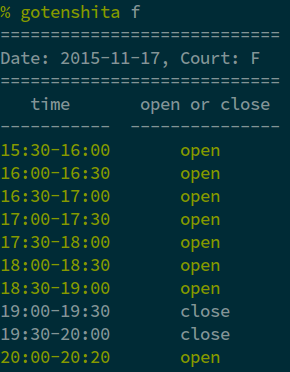 % gotenshita f
============================
Date: 2015-11-17, Court: F
============================
   time        open or close
-----------  ---------------
15:30-16:00       open
16:00-16:30       open
16:30-17:00       open
17:00-17:30       open
17:30-18:00       open
18:00-18:30       open
18:30-19:00       open
19:00-19:30       close
19:30-20:00       close
20:00-20:20       open